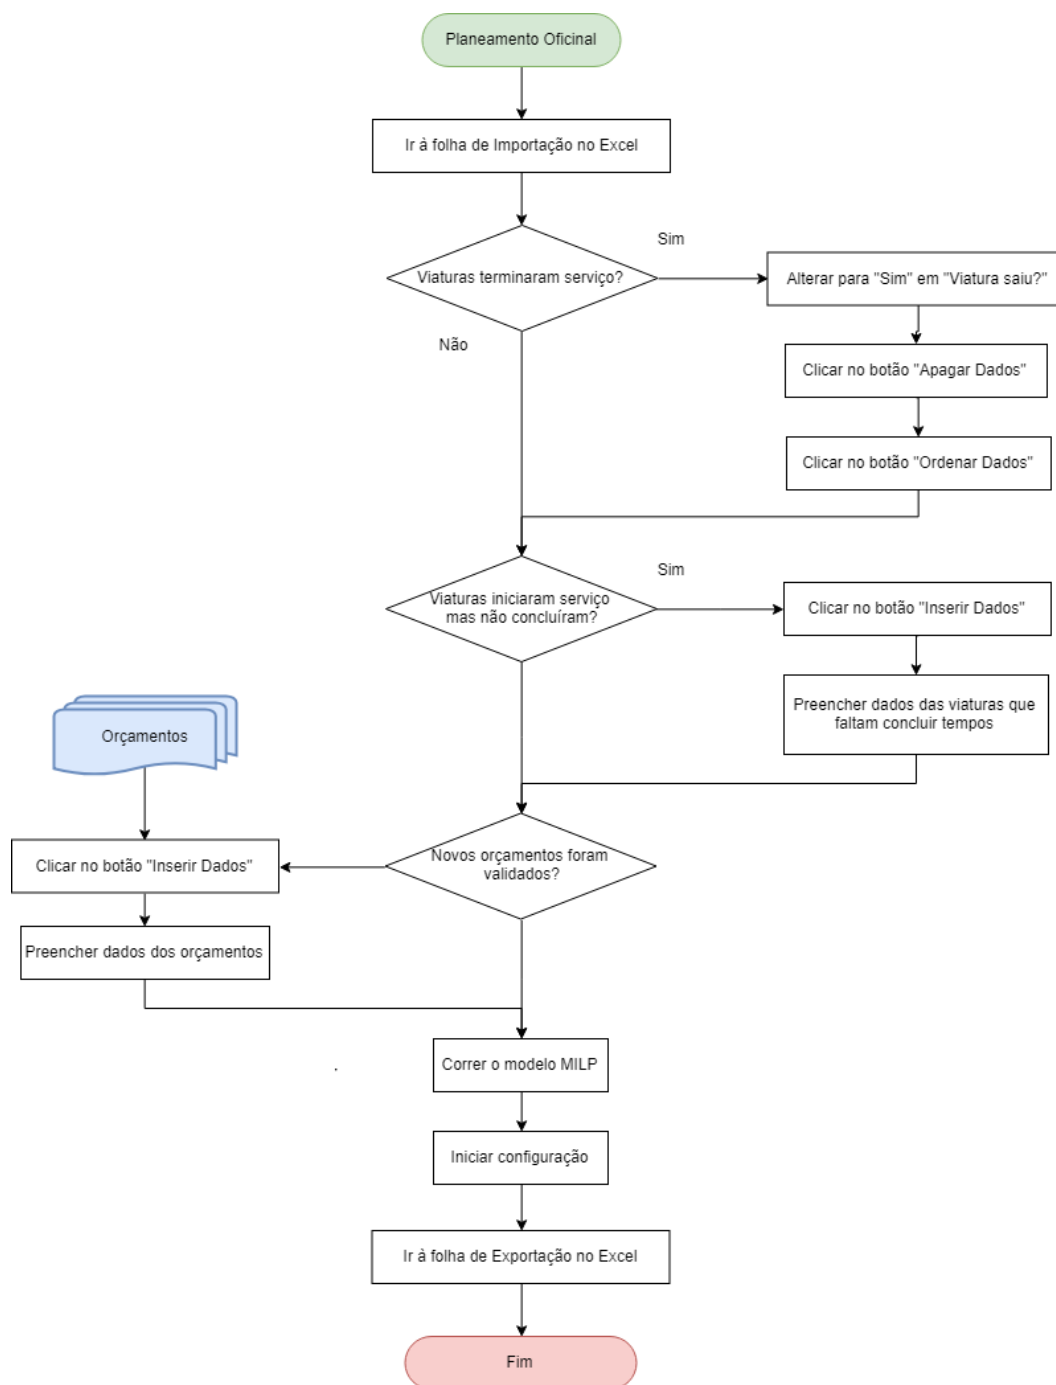 Planeamento Oficinal
Ir à folha de Importação no Excel
Sim
Viaturas terminaram serviço?
Alterar para "Sim" em "Viatura saiu?"
Não
Clicar no botão "Apagar Dados"
Clicar no botão "Ordenar Dados"
Sim
Viaturas iniciaram serviço
mas não concluíram?
Clicar no botão "Inserir Dados"
Preencher dados das viaturas que
faltam concluir tempos
Orçamentos
Novos orçamentos foram
validados?
Clicar no botão "Inserir Dados"
Preencher dados dos orçamentos
Correr o modelo MILP
Iniciar configuração
Ir à folha de Exportação no Excel
Fim